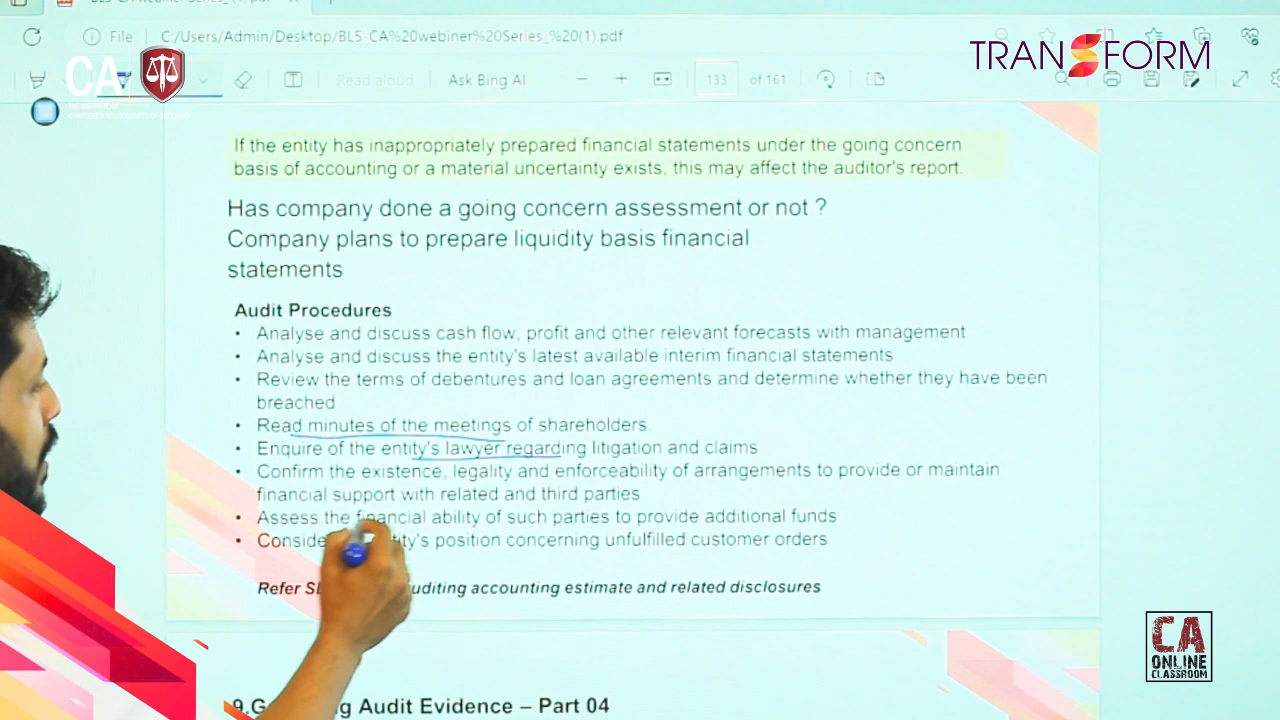 File C:/Users/Admin/Desktop/BL5-CA%20webiner%20Series_%20(1).pdf
TRANSFORM
CA
Read aloud Ask Bing AI 133 of 161
If the entity has inappropriately prepared financial statements under the going concern
basis of accounting or a material uncertainty exists, this may affect the auditor's report.
Has company done a going concern assessment or not ?
Company plans to prepare liquidity basis financial
statements
Audit Procedures
• Analyse and discuss cash flow, profit and other relevant forecasts with management
• Analyse and discuss the entity's latest available interim financial statements
• Review the terms of debentures and loan agreements and determine whether they have been
breached
• Read minutes of the meetings of shareholders.
• Enquire of the entity's lawyer regarding litigation and claims
• Confirm the existence, legality and enforceability of arrangements to provide or maintain
financial support with related and third parties
• Assess the financial ability of such parties to provide additional funds
• position concerning unfulfilled customer orders
Refer accounting estimate and related disclosures
CA
ONLINE
CLASSROOM
Audit Evidence – Part 04